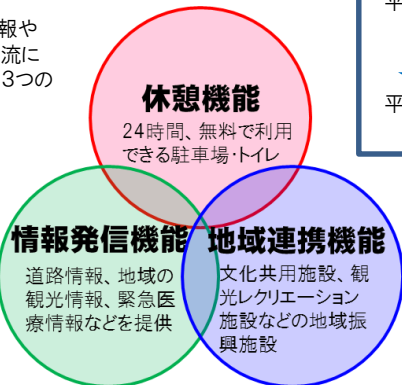 報や
流に
3つの
平
平
休憩機能
24時間、無料で利用
できる駐車場・トイレ
情報発信機能
道路情報、地域の
観光情報、緊急医
療情報などを提供
地域連携機能
文化共用施設、観
光レクリエーション
施設などの地域振
興施設